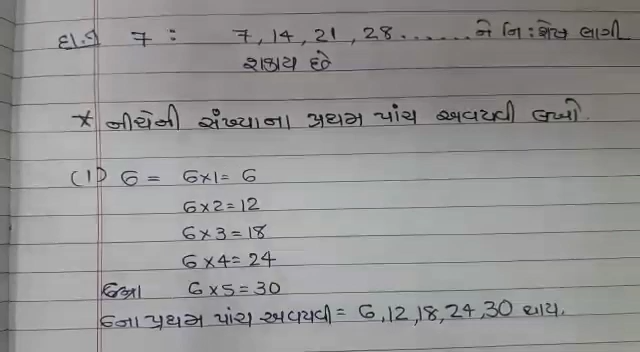 દા.ત 7 : 7, 14, 21, 28....... ને નિ:શેષ ભાગી
શકાય છે
* નીચેની સંખ્યાના પ્રથમ પાંચ અવયવી લખો.
(1) 6 = 6×1= 6
6×2=12
6×3=18
6×4=24
6×5=30
6ના પ્રથમ પાંચ અવયવી = 6,12,18,24,30 થાય.